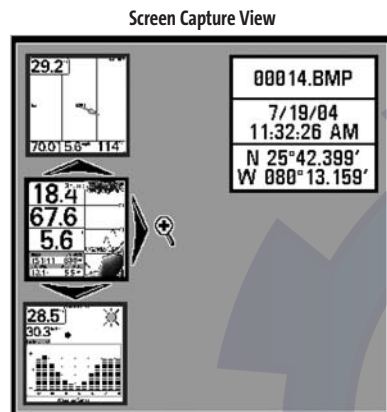 Screen Capture View
29.2
70.0 5.6 114°
00014.BMP
7/19/04
11:32:26 AM
N 25°42.399'
W 080°13.159'
18.4
67.6
5.6
28.5
30.3